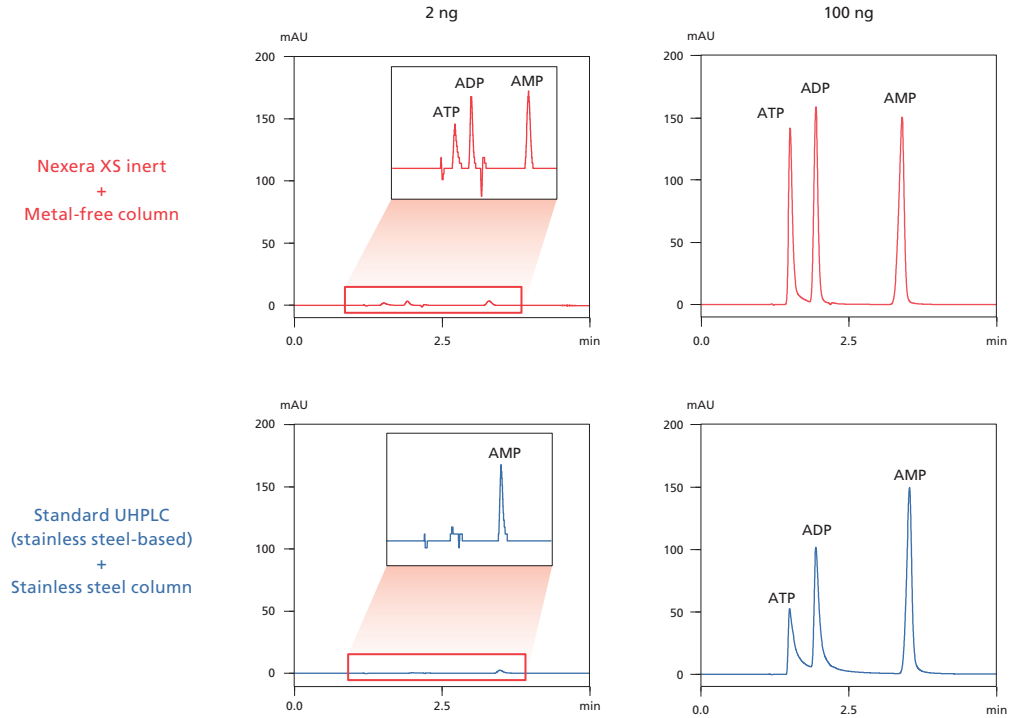 2 ng
100 ng
Nexera XS inert
+
Metal-free column
mAU
200
150
100
50
0
0.0
2.5
min
ATP
ADP
AMP
mAU
200
150
100
50
0
0.0
2.5
min
ATP
ADP
AMP
Standard UHPLC
(stainless steel-based)
+
Stainless steel column
mAU
200
150
100
50
0
0.0
2.5
min
AMP
mAU
200
150
100
50
0
0.0
2.5
min
ATP
ADP
AMP